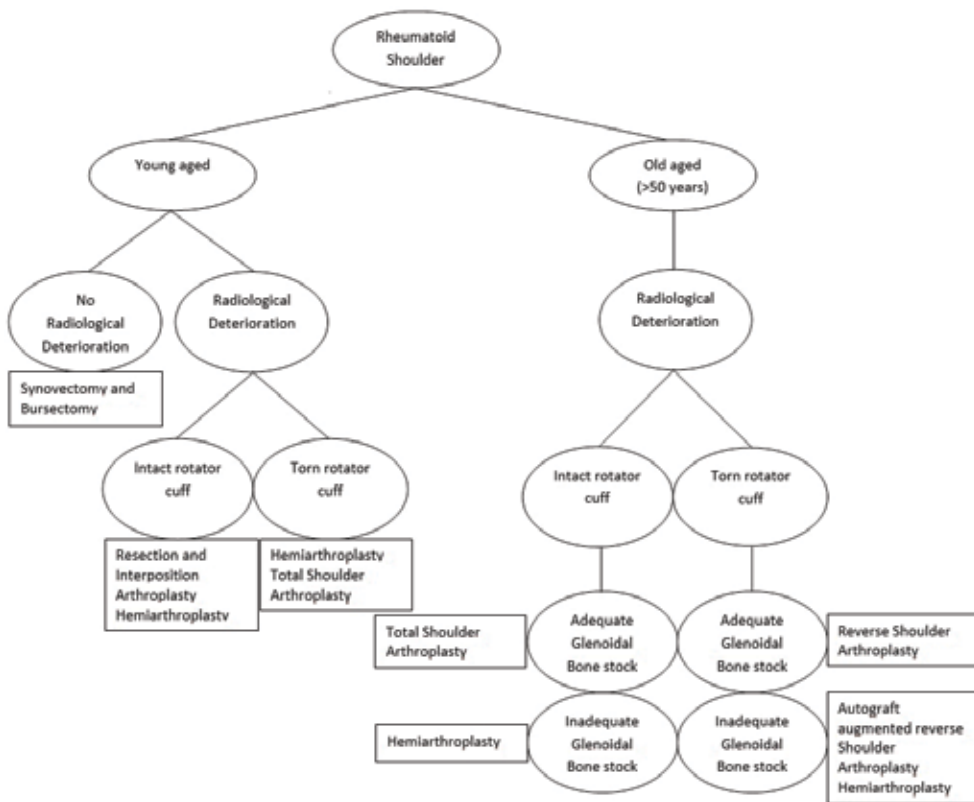 Rheumatoid
Shoulder
Young aged
Old aged
(>50 years)
No
Radiological
Deterioration
Radiological
Deterioration
Radiological
Deterioration
Synovectomy and
Bursectomy
Intact rotator
cuff
Torn rotator
cuff
Intact rotator
cuff
Torn rotator
cuff
Resection and
Interposition
Arthroplasty
Hemiarthroplasty
Hemiarthroplasty
Total Shoulder
Arthroplasty
Total Shoulder
Arthroplasty
Adequate
Glenoidal
Bone stock
Adequate
Glenoidal
Bone stock
Reverse Shoulder
Arthroplasty
Hemiarthroplasty
Inadequate
Glenoidal
Bone stock
Inadequate
Glenoidal
Bone stock
Autograft
augmented reverse
Shoulder
Arthroplasty
Hemiarthroplasty